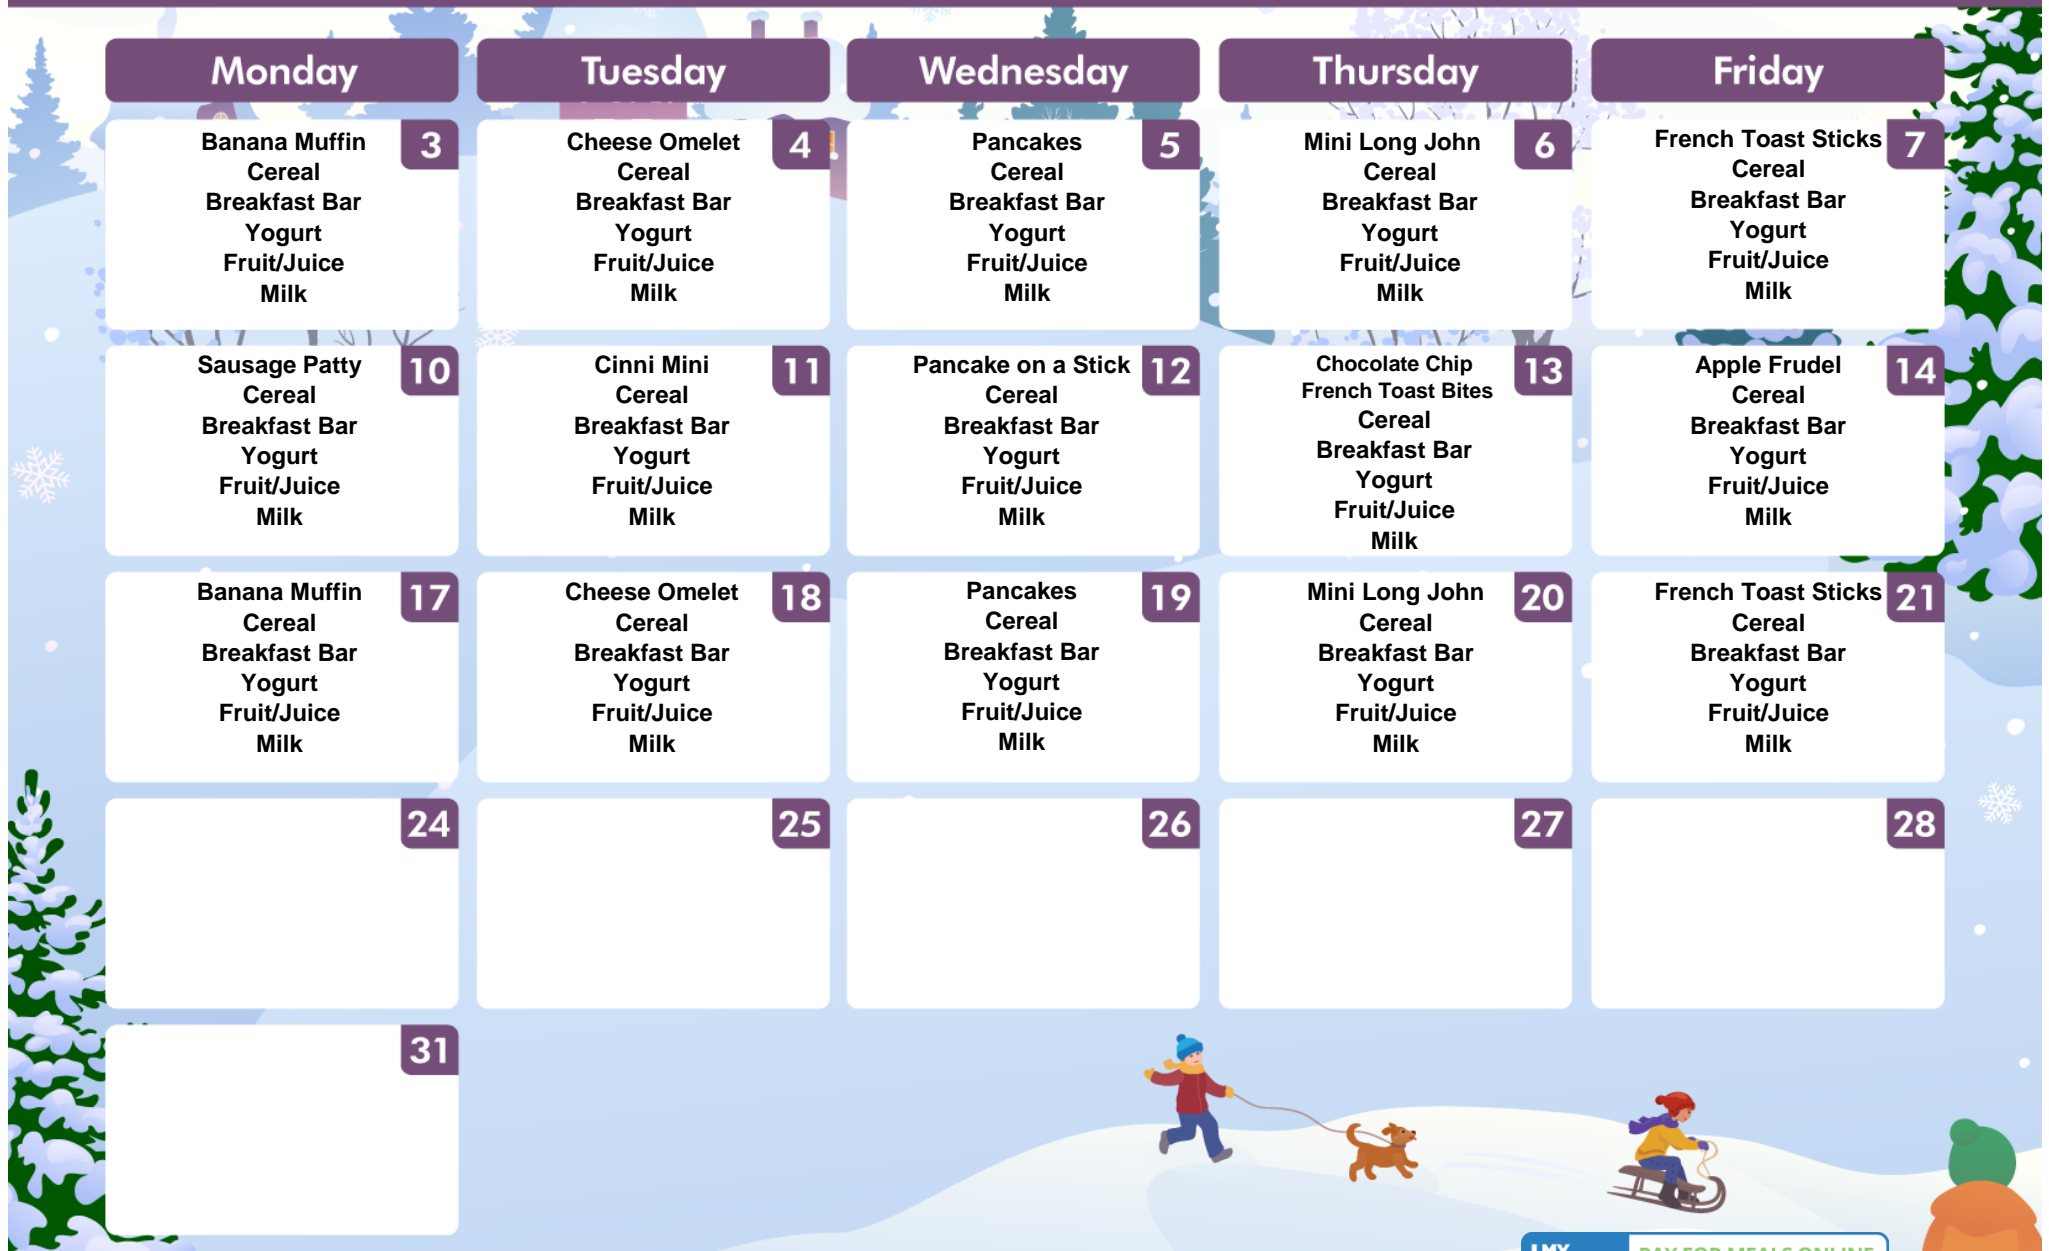 Monday
Tuesday
Wednesday
Thursday
Friday
3
Banana Muffin
Cereal
Breakfast Bar
Yogurt
Fruit/Juice
Milk
4
Cheese Omelet
Cereal
Breakfast Bar
Yogurt
Fruit/Juice
Milk
5
Pancakes
Cereal
Breakfast Bar
Yogurt
Fruit/Juice
Milk
6
Mini Long John
Cereal
Breakfast Bar
Yogurt
Fruit/Juice
Milk
7
French Toast Sticks
Cereal
Breakfast Bar
Yogurt
Fruit/Juice
Milk
10
Sausage Patty
Cereal
Breakfast Bar
Yogurt
Fruit/Juice
Milk
11
Cinni Mini
Cereal
Breakfast Bar
Yogurt
Fruit/Juice
Milk
12
Pancake on a Stick
Cereal
Breakfast Bar
Yogurt
Fruit/Juice
Milk
13
Chocolate Chip
French Toast Bites
Cereal
Breakfast Bar
Yogurt
Fruit/Juice
Milk
14
Apple Frudel
Cereal
Breakfast Bar
Yogurt
Fruit/Juice
Milk
17
Banana Muffin
Cereal
Breakfast Bar
Yogurt
Fruit/Juice
Milk
18
Cheese Omelet
Cereal
Breakfast Bar
Yogurt
Fruit/Juice
Milk
19
Pancakes
Cereal
Breakfast Bar
Yogurt
Fruit/Juice
Milk
20
Mini Long John
Cereal
Breakfast Bar
Yogurt
Fruit/Juice
Milk
21
French Toast Sticks
Cereal
Breakfast Bar
Yogurt
Fruit/Juice
Milk
24
25
26
27
28
31
PAY FOR MEALS ONLINE